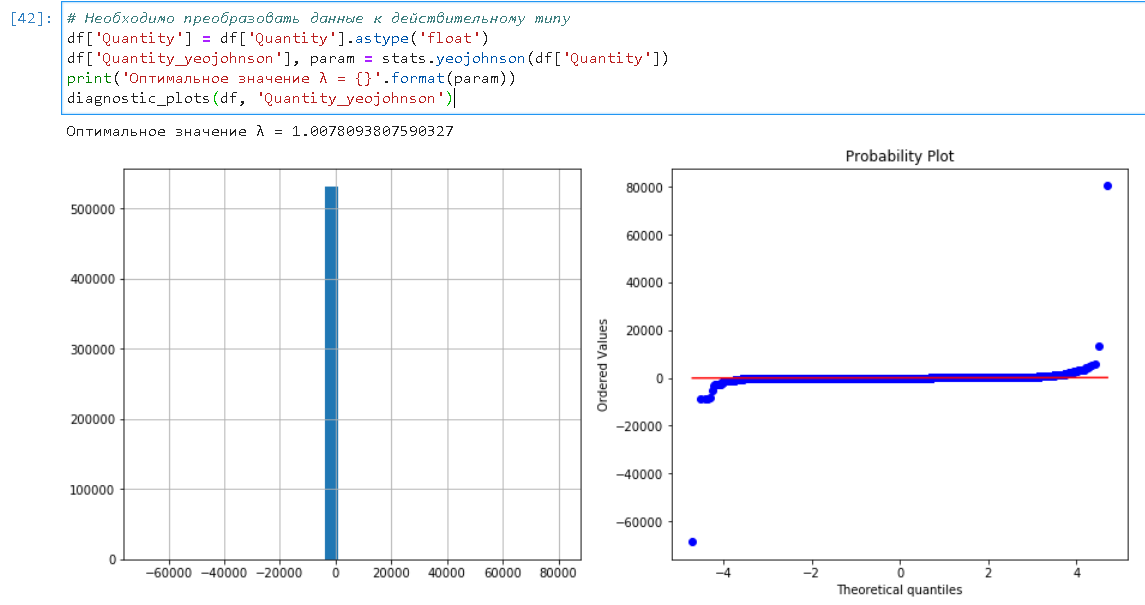 [42]: # Необходимо преобразовать данные к действительному типу
df['Quantity'] = df['Quantity'].astype('float')
df['Quantity_yeojohnson'], param = stats.yeojohnson(df['Quantity'])
print('Оптимальное значение λ = {}'.format(param))
diagnostic_plots(df, 'Quantity_yeojohnson')
Оптимальное значение λ = 1.0078093807590327
500000
400000
300000
200000
100000
0
−60000 −40000 −20000 0 20000 40000 60000 80000
Probability Plot
Ordered Values
80000
60000
40000
20000
0
−20000
−40000
−60000
−4 −2 0 2 4
Theoretical quantiles